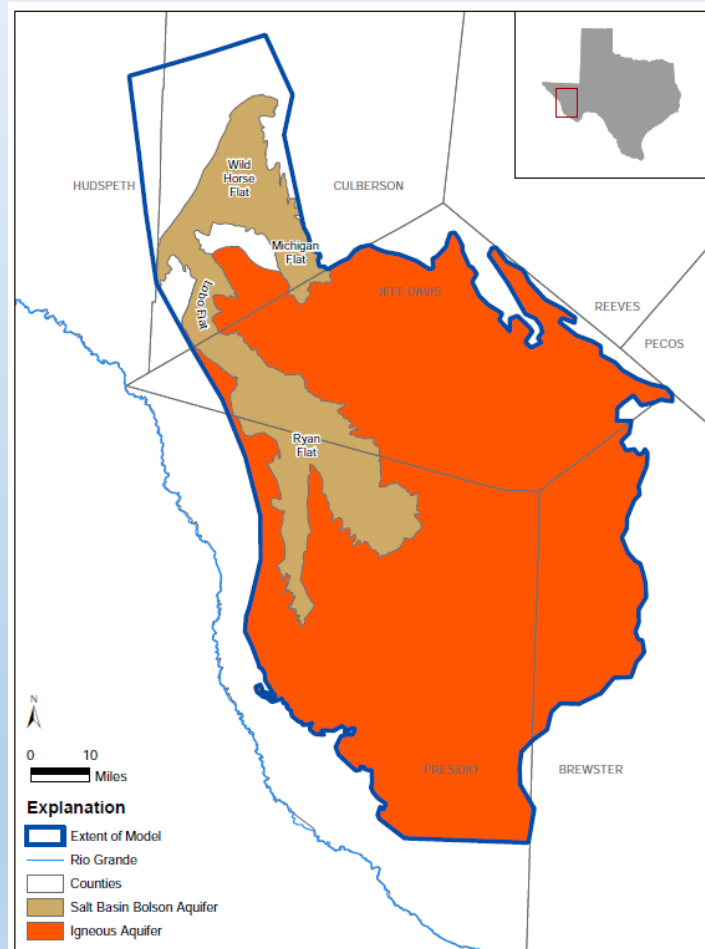 Wild
Horse
Flat
HUDSPETH
CULBERSON
Michigan
Flat
Lobo Flat
JEFF DAVIS
REEVES
PECOS
Ryan
Flat
PRESIDIO
BREWSTER
N
0 10
Miles
Explanation
Extent of Model
Rio Grande
Counties
Salt Basin Bolson Aquifer
Igneous Aquifer